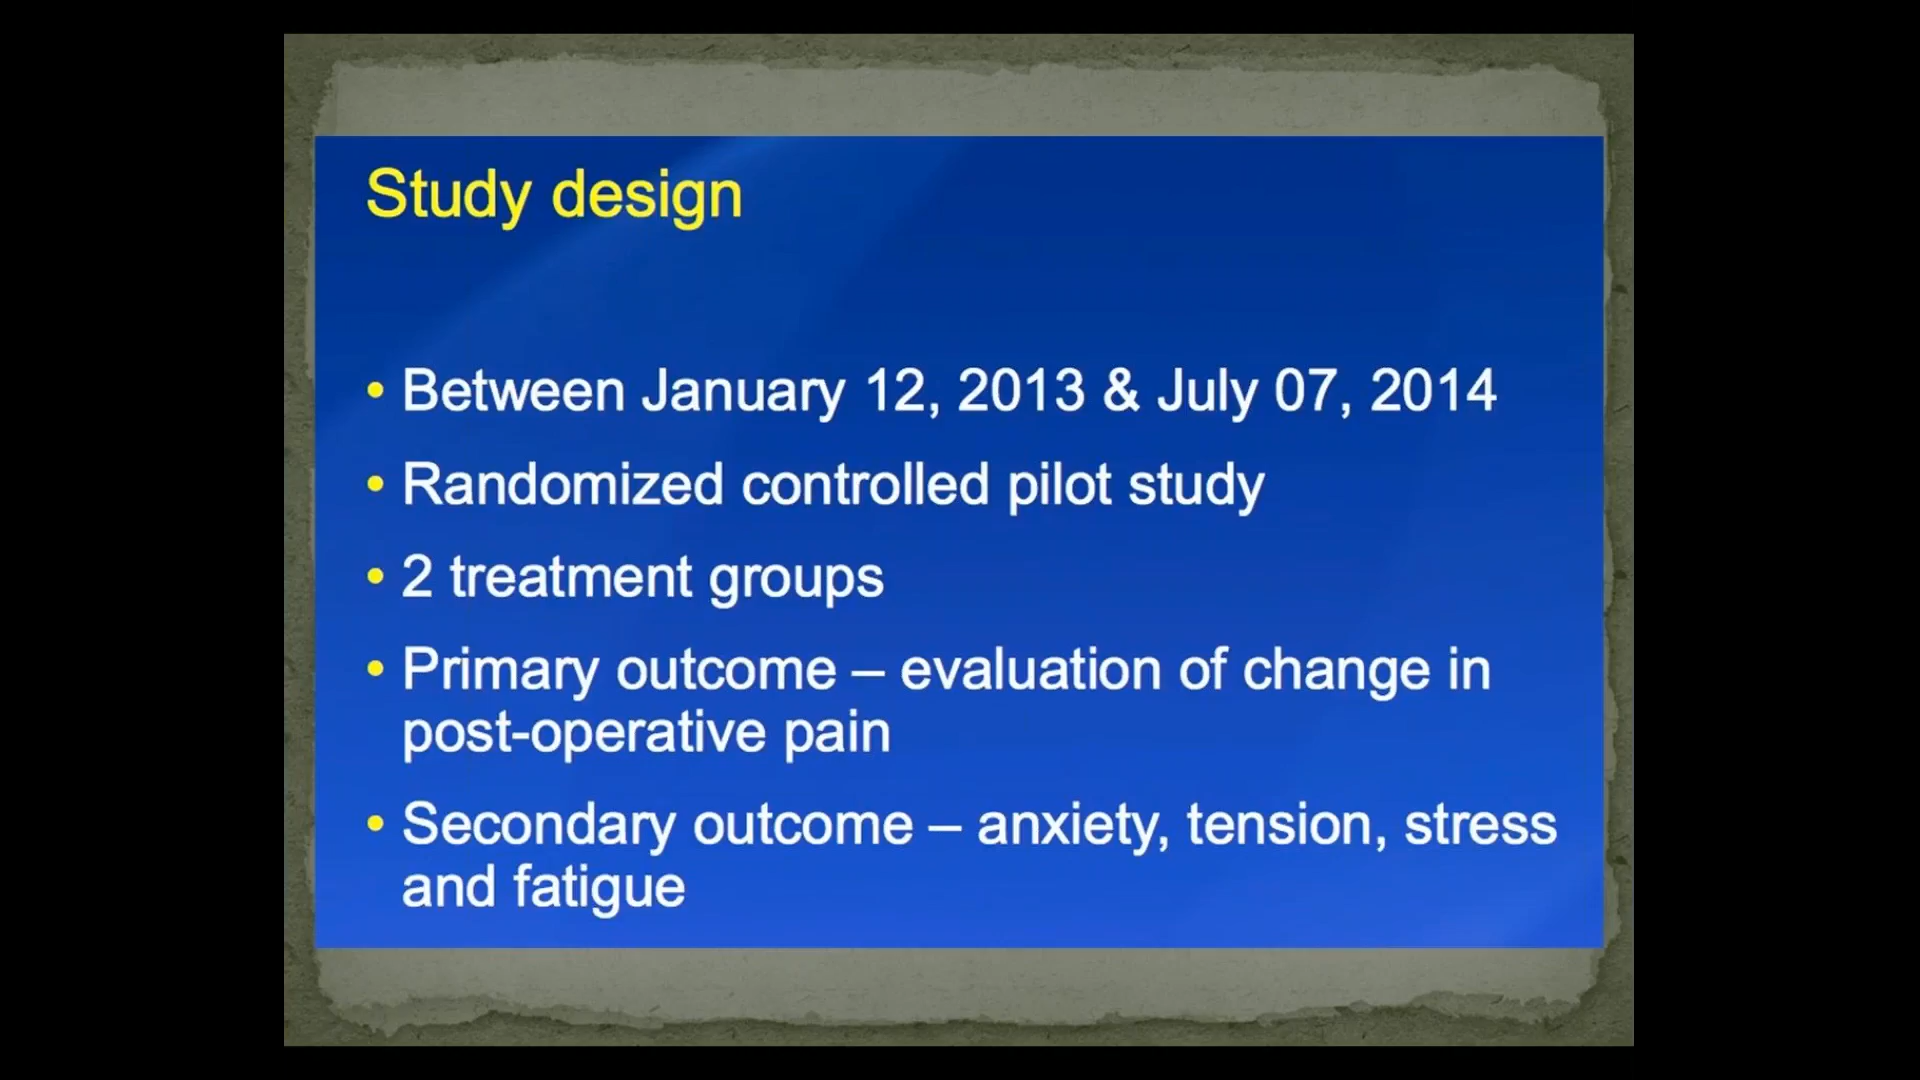 Study design
• Between January 12, 2013 & July 07, 2014
• Randomized controlled pilot study
• 2 treatment groups
• Primary outcome – evaluation of change in
post-operative pain
• Secondary outcome – anxiety, tension, stress
and fatigue